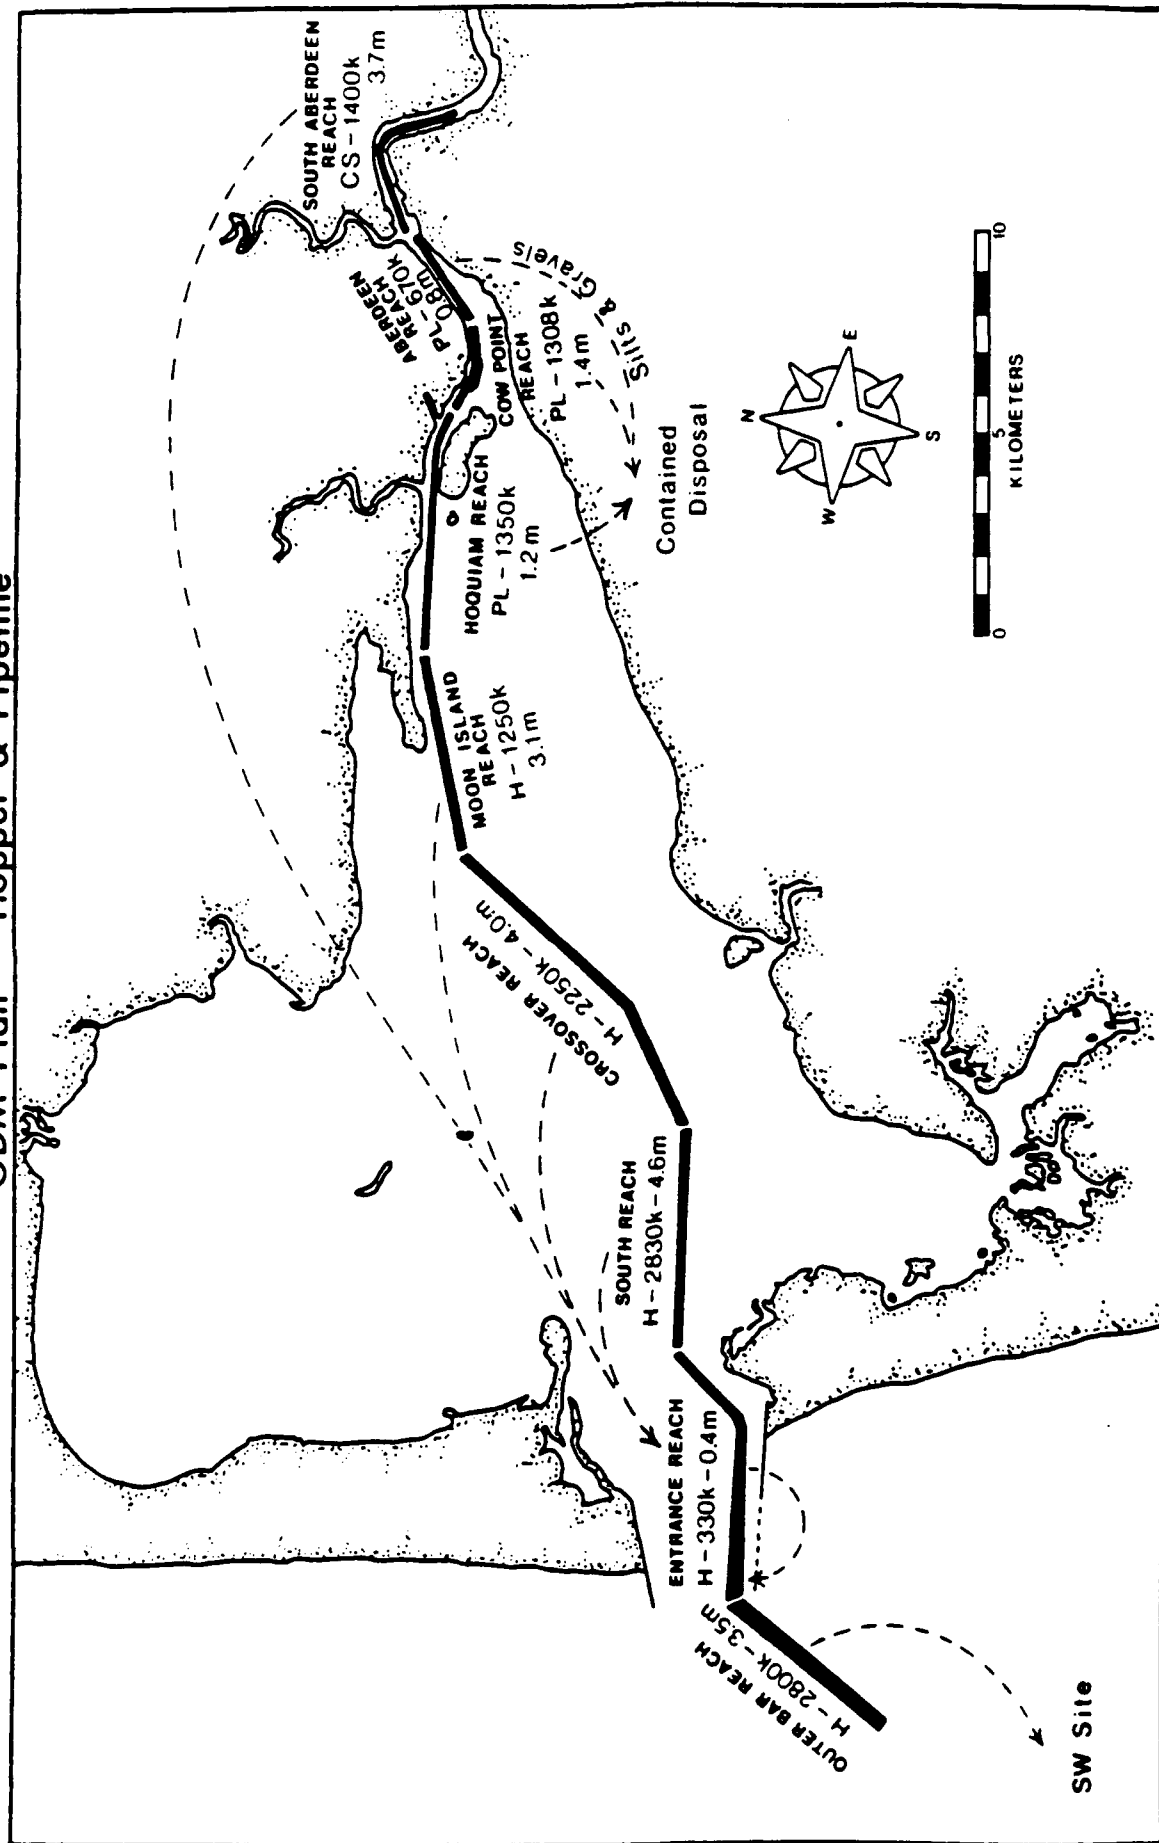 Plan - Hopper & Pipeline
SOUTH ABERDEEN
REACH
CS - 1400k
3.7m
ABERDEEN
REACH
PL - 670k
0.8m
COW POINT
REACH
PL - 1308k
1.4m
Silts & Gravels
HOQUIAM REACH
PL - 1350k
1.2m
Contained
Disposal
MOON ISLAND
REACH
H - 1250k
3.1m
CROSSOVER REACH
H - 2250k - 4.0m
SOUTH REACH
H - 2830k - 4.6m
ENTRANCE REACH
H - 330k - 0.4m
OUTER BAR REACH
H - 2800k - 3.5m
SW Site
N
E
S
W
0 5 10
KILOMETERS